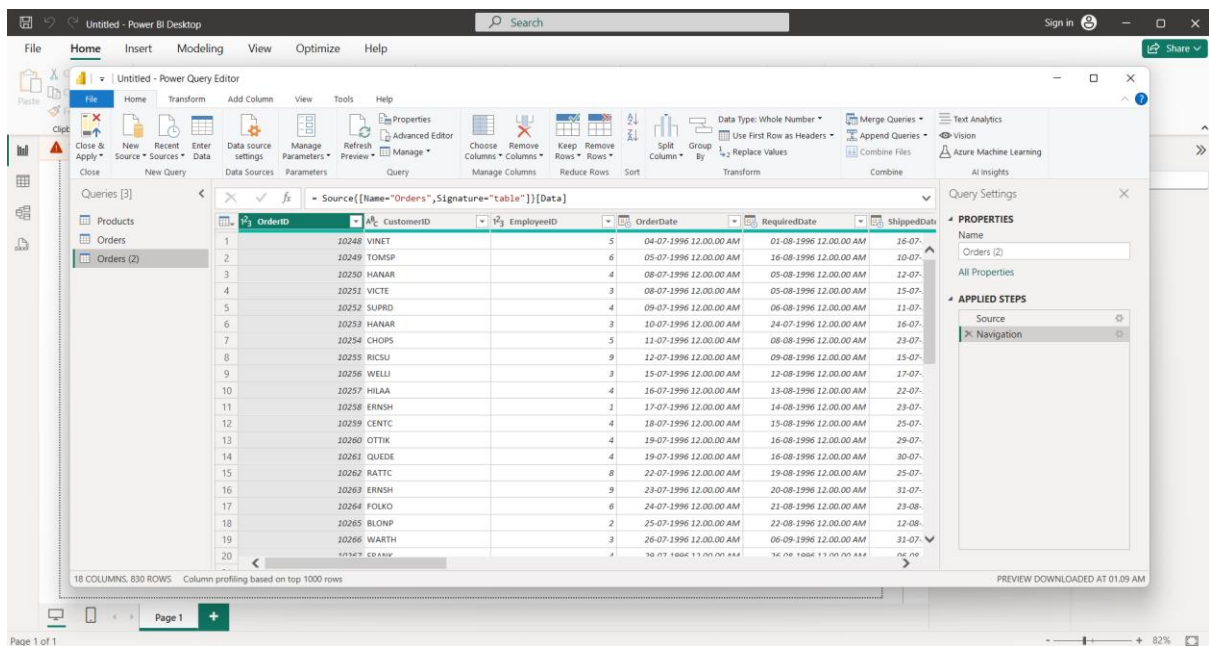 Untitled - Power BI Desktop
Search
Sign in
File Home Insert Modeling View Optimize Help
Share
Paste
Untitled - Power Query Editor
File Home Transform Add Column View Tools Help
Close & Apply
New Source
Recent Sources
Enter Data
Data source settings
Manage Parameters
Refresh Preview
Properties
Advanced Editor
Manage
Choose Columns
Remove Columns
Keep Rows
Remove Rows
Split Column
Group By
Data Type: Whole Number
Use First Row as Headers
Replace Values
Merge Queries
Append Queries
Combine Files
Text Analytics
Vision
Azure Machine Learning
Close New Query Data Sources Parameters Query Manage Columns Reduce Rows Sort Transform Combine AI Insights
Queries [3]
Products
Orders
Orders (2)
= Source{[Name="Orders",Signature="table"]}[Data]
OrderID CustomerID EmployeeID OrderDate RequiredDate ShippedDate
1 10248 VINET 5 04-07-1996 12.00.00 AM 01-08-1996 12.00.00 AM 16-07-
2 10249 TOMSP 6 05-07-1996 12.00.00 AM 16-08-1996 12.00.00 AM 10-07-
3 10250 HANAR 4 08-07-1996 12.00.00 AM 05-08-1996 12.00.00 AM 12-07-
4 10251 VICTE 3 08-07-1996 12.00.00 AM 05-08-1996 12.00.00 AM 15-07-
5 10252 SUPRD 4 09-07-1996 12.00.00 AM 06-08-1996 12.00.00 AM 11-07-
6 10253 HANAR 3 10-07-1996 12.00.00 AM 24-07-1996 12.00.00 AM 16-07-
7 10254 CHOPS 5 11-07-1996 12.00.00 AM 08-08-1996 12.00.00 AM 23-07-
8 10255 RICSU 9 12-07-1996 12.00.00 AM 09-08-1996 12.00.00 AM 15-07-
9 10256 WELLI 3 15-07-1996 12.00.00 AM 12-08-1996 12.00.00 AM 17-07-
10 10257 HILAA 4 16-07-1996 12.00.00 AM 13-08-1996 12.00.00 AM 22-07-
11 10258 ERNSH 1 17-07-1996 12.00.00 AM 14-08-1996 12.00.00 AM 23-07-
12 10259 CENTC 4 18-07-1996 12.00.00 AM 15-08-1996 12.00.00 AM 25-07-
13 10260 OTTIK 4 19-07-1996 12.00.00 AM 16-08-1996 12.00.00 AM 29-07-
14 10261 QUEDE 4 19-07-1996 12.00.00 AM 16-08-1996 12.00.00 AM 30-07-
15 10262 RATTC 8 22-07-1996 12.00.00 AM 19-08-1996 12.00.00 AM 25-07-
16 10263 ERNSH 9 23-07-1996 12.00.00 AM 20-08-1996 12.00.00 AM 31-07-
17 10264 FOLKO 6 24-07-1996 12.00.00 AM 21-08-1996 12.00.00 AM 23-08-
18 10265 BLONP 2 25-07-1996 12.00.00 AM 22-08-1996 12.00.00 AM 12-08-
19 10266 WARTH 3 26-07-1996 12.00.00 AM 06-09-1996 12.00.00 AM 31-07-
20
Query Settings
PROPERTIES
Name
Orders (2)
All Properties
APPLIED STEPS
Source
Navigation
18 COLUMNS, 830 ROWS Column profiling based on top 1000 rows
PREVIEW DOWNLOADED AT 01.09 AM
Page 1
Page 1 of 1
82%